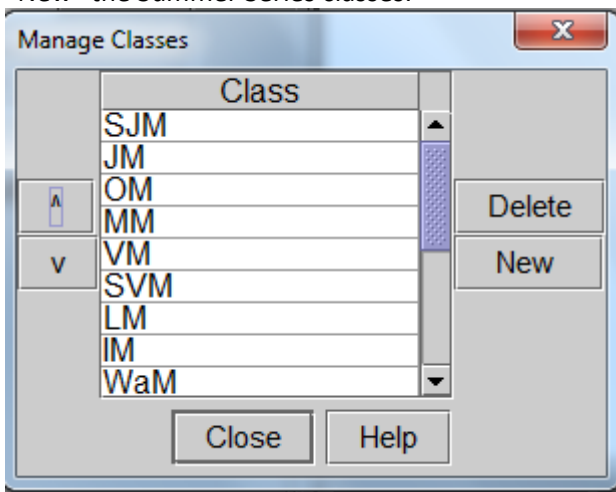 Manage Classes
x
Class
SJM
JM
OM
MM
VM
SVM
LM
IM
WaM
^
v
Delete
New
Close
Help